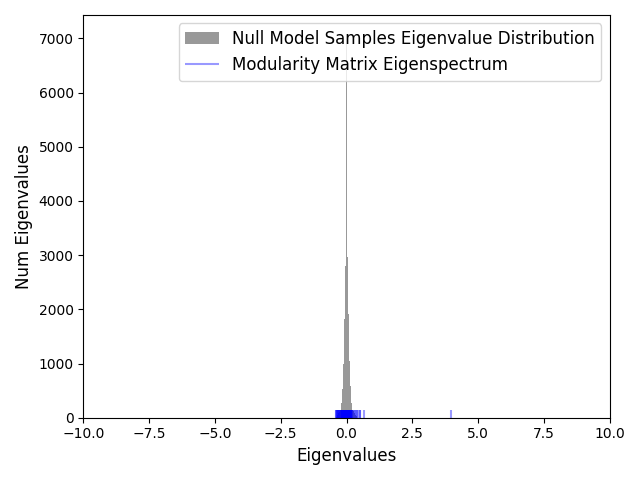 Null Model Samples Eigenvalue Distribution
Modularity Matrix Eigenspectrum
7000
6000
5000
4000
3000
2000
1000
0
Num Eigenvalues
−10.0 −7.5 −5.0 −2.5 0.0 2.5 5.0 7.5 10.0
Eigenvalues